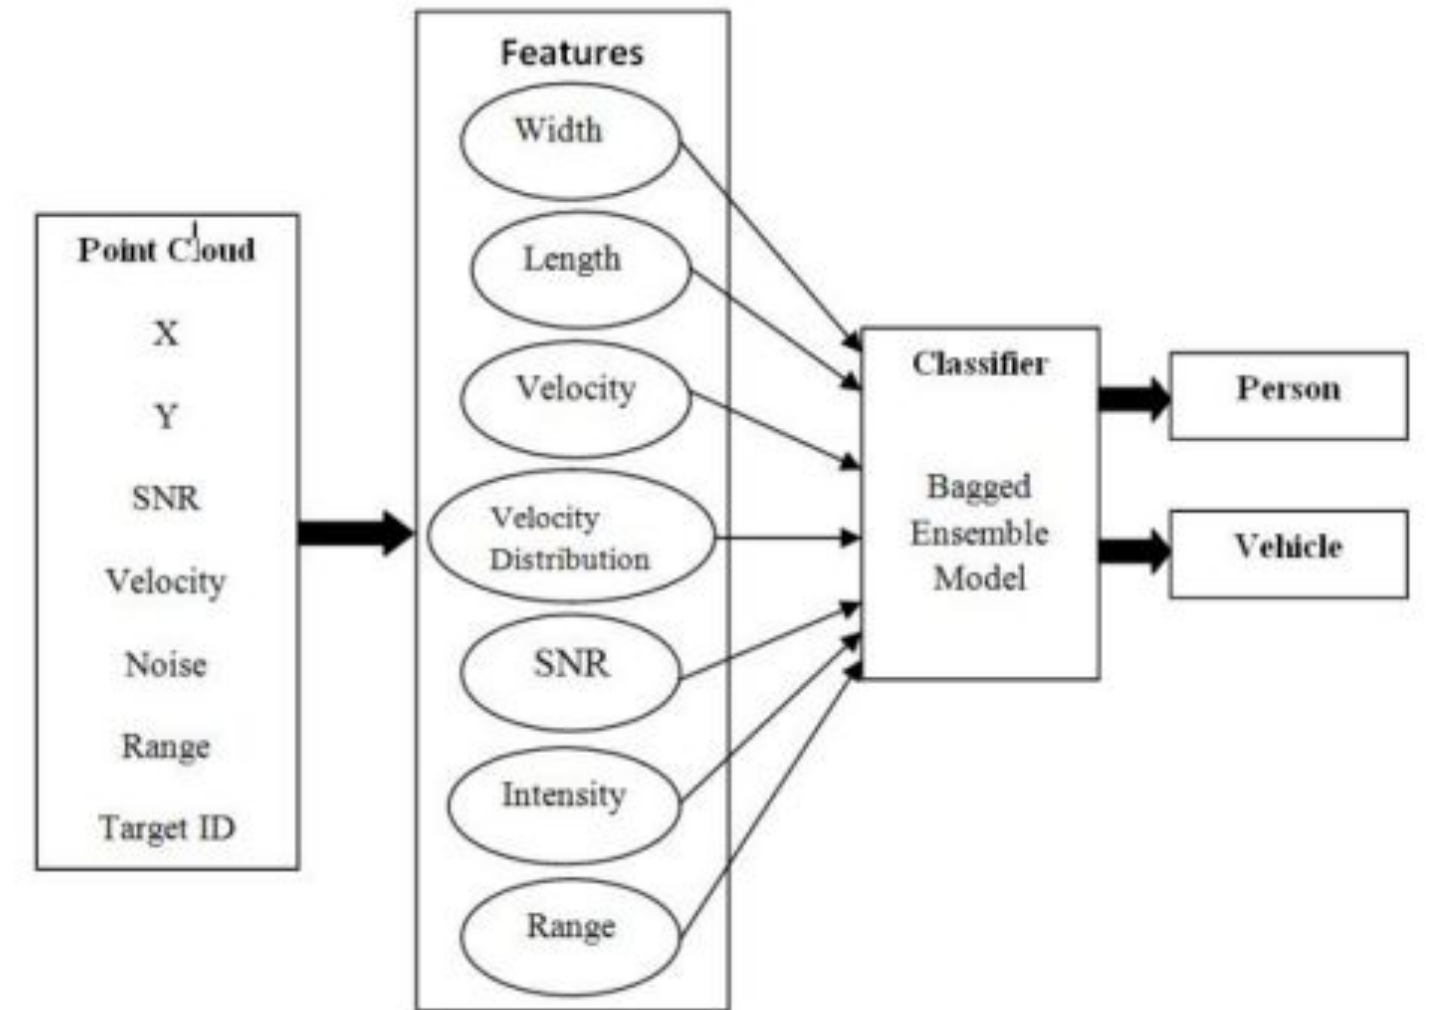 Point Cloud
X
Y
SNR
Velocity
Noise
Range
Target ID
Features
Width
Length
Velocity
Velocity
Distribution
SNR
Intensity
Range
Classifier
Bagged
Ensemble
Model
Person
Vehicle